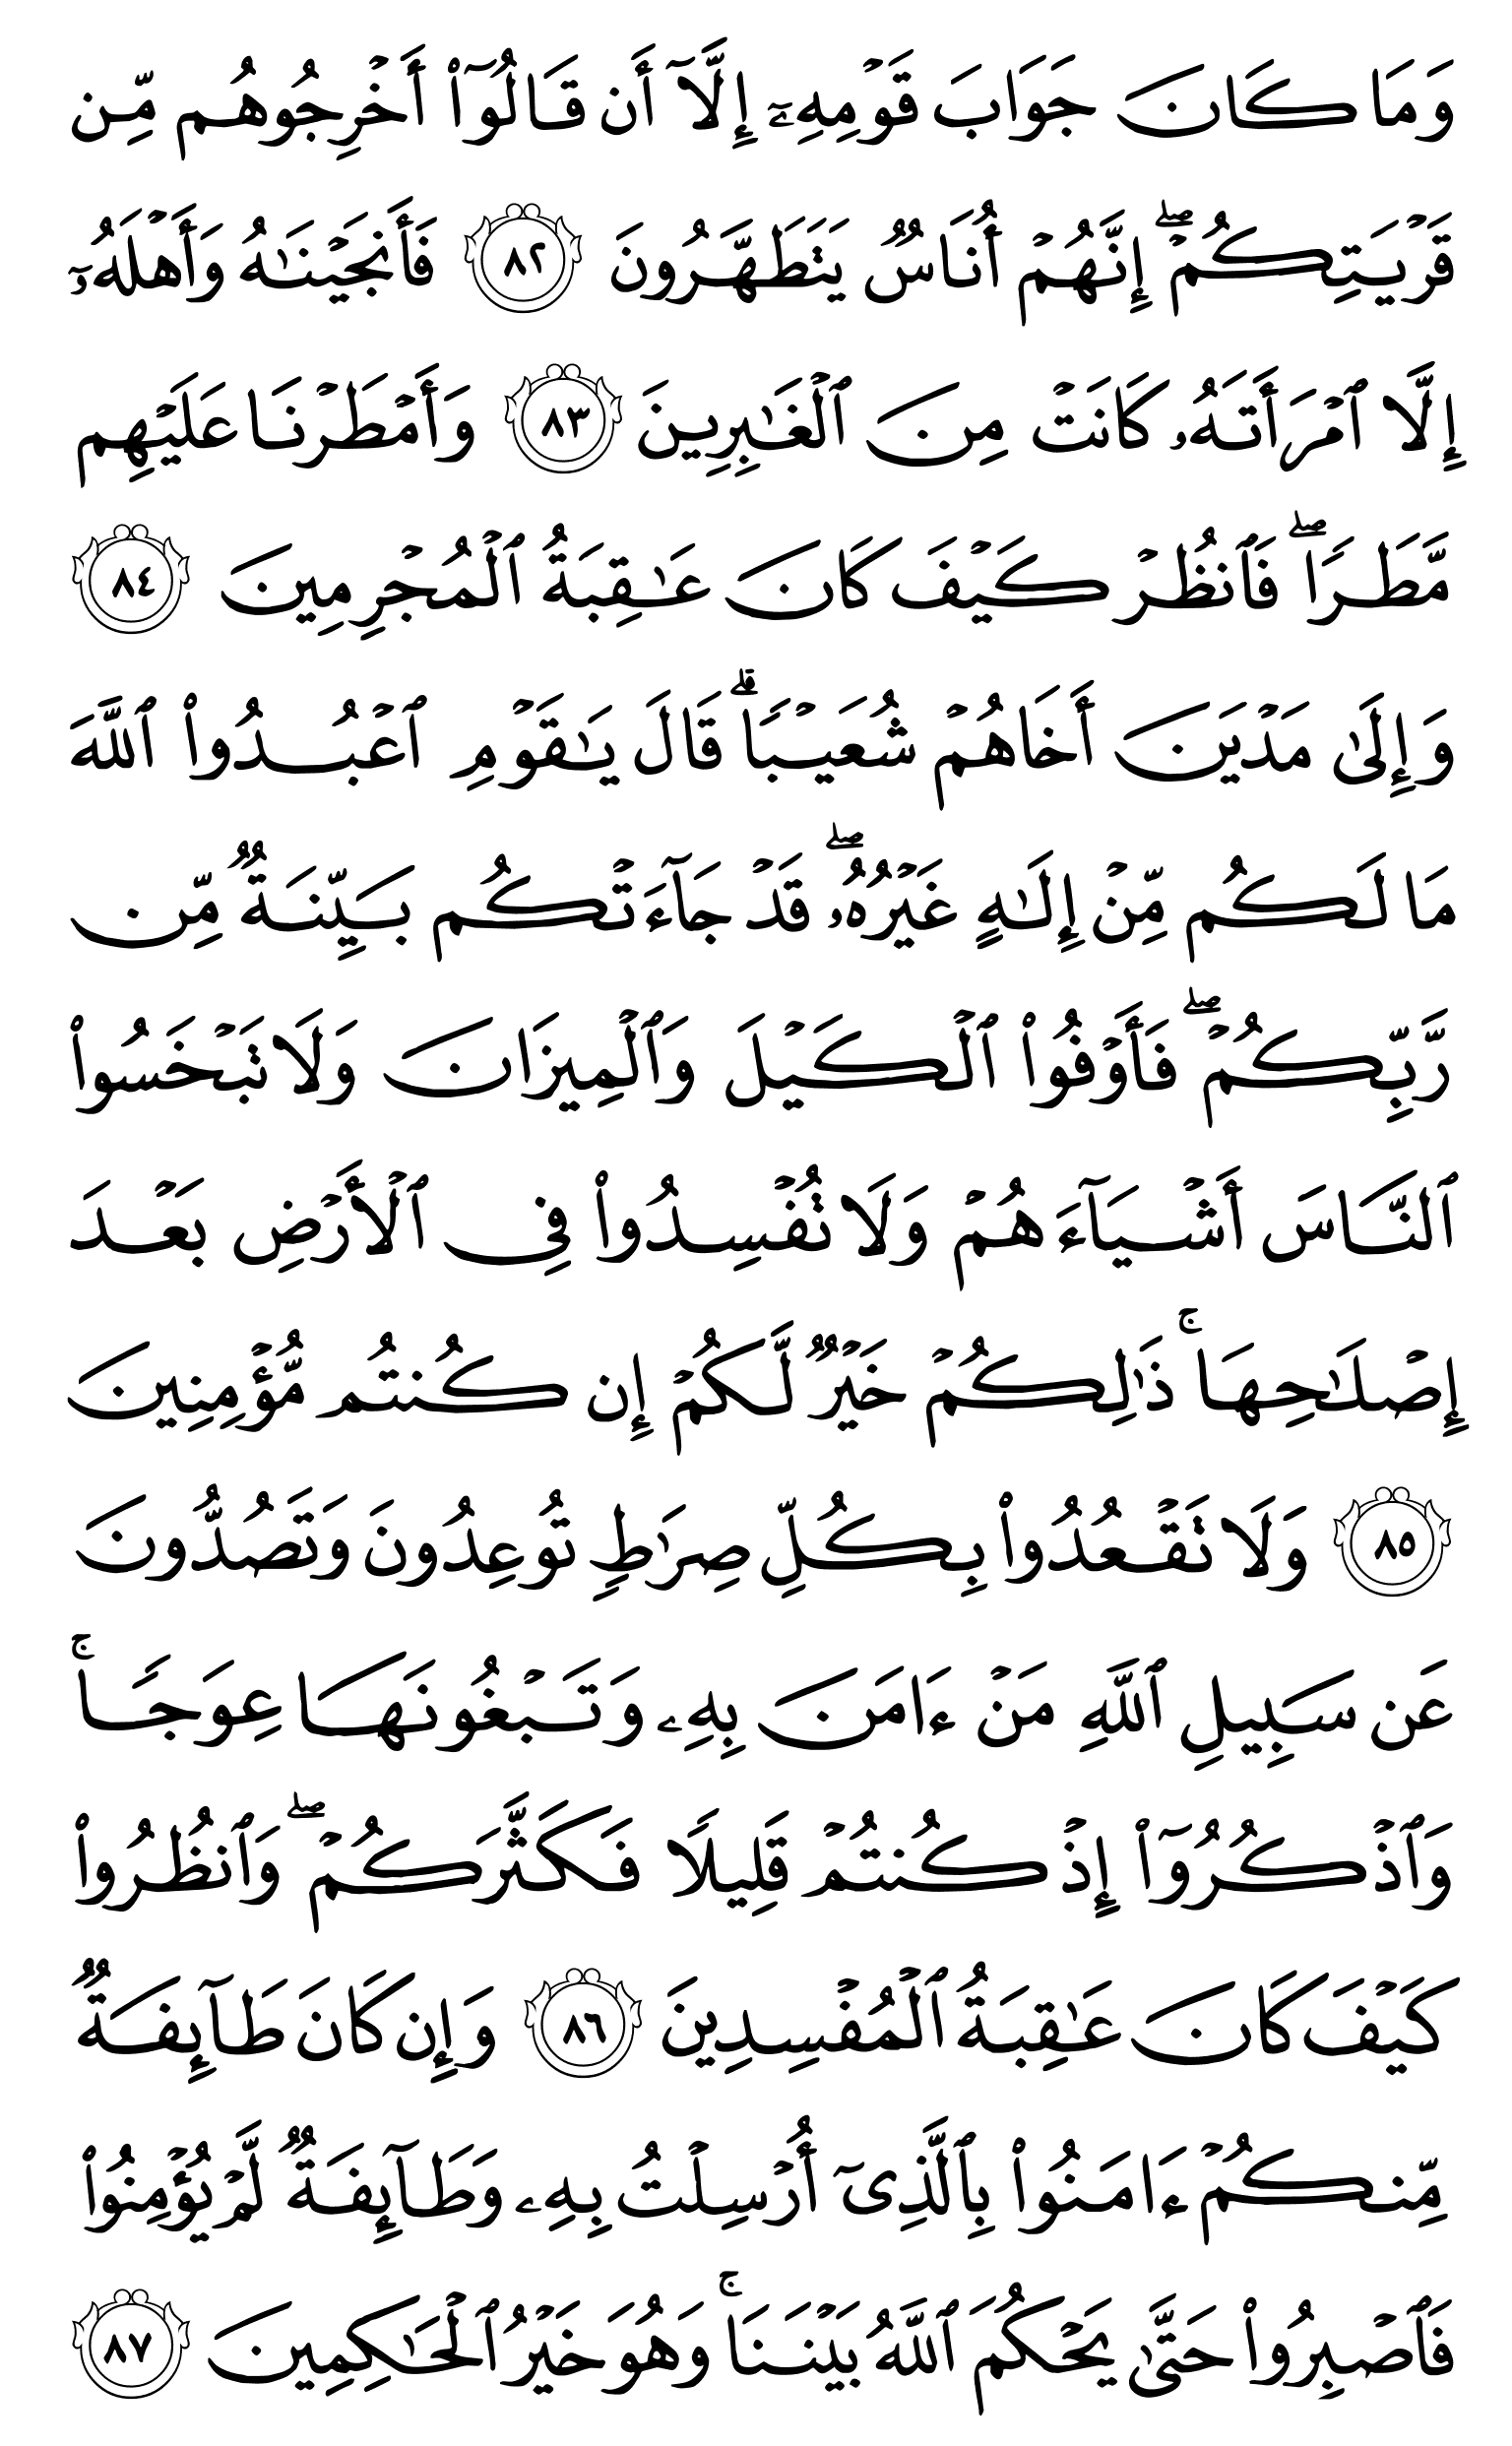 وَمَا كَانَ جَوَابَ قَوْمِهِۦٓ إِلَّآ أَن قَالُوٓا۟ أَخْرِجُوهُم مِّن
قَرْيَتِكُمْ ۖ إِنَّهُمْ أُنَاسٌ يَتَطَهَّرُونَ ٨٢ فَأَنجَيْنَـٰهُ وَأَهْلَهُۥٓ
إِلَّا ٱمْرَأَتَهُۥ كَانَتْ مِنَ ٱلْغَـٰبِرِينَ ٨٣ وَأَمْطَرْنَا عَلَيْهِم
مَّطَرًا ۖ فَٱنظُرْ كَيْفَ كَانَ عَـٰقِبَةُ ٱلْمُجْرِمِينَ ٨٤
وَإِلَىٰ مَدْيَنَ أَخَاهُمْ شُعَيْبًا ۗ قَالَ يَـٰقَوْمِ ٱعْبُدُوا۟ ٱللَّهَ
مَا لَكُم مِّنْ إِلَـٰهٍ غَيْرُهُۥ ۖ قَدْ جَآءَتْكُم بَيِّنَةٌ مِّن
رَّبِّكُمْ ۖ فَأَوْفُوا۟ ٱلْكَيْلَ وَٱلْمِيزَانَ وَلَا تَبْخَسُوا۟
ٱلنَّاسَ أَشْيَآءَهُمْ وَلَا تُفْسِدُوا۟ فِى ٱلْأَرْضِ بَعْدَ
إِصْلَـٰحِهَا ۚ ذَٰلِكُمْ خَيْرٌ لَّكُمْ إِن كُنتُم مُّؤْمِنِينَ
٨٥ وَلَا تَقْعُدُوا۟ بِكُلِّ صِرَٰطٍ تُوعِدُونَ وَتَصُدُّونَ
عَن سَبِيلِ ٱللَّهِ مَنْ ءَامَنَ بِهِۦ وَتَبْغُونَهَا عِوَجًا ۚ
وَٱذْكُرُوٓا۟ إِذْ كُنتُمْ قَلِيلًا فَكَثَّرَكُمْ ۖ وَٱنظُرُوا۟
كَيْفَ كَانَ عَـٰقِبَةُ ٱلْمُفْسِدِينَ ٨٦ وَإِن كَانَ طَآئِفَةٌ
مِّنكُمْ ءَامَنُوا۟ بِٱلَّذِىٓ أُرْسِلْتُ بِهِۦ وَطَآئِفَةٌ لَّمْ يُؤْمِنُوا۟
فَٱصْبِرُوا۟ حَتَّىٰ يَحْكُمَ ٱللَّهُ بَيْنَنَا ۚ وَهُوَ خَيْرُ ٱلْحَـٰكِمِينَ ٨٧